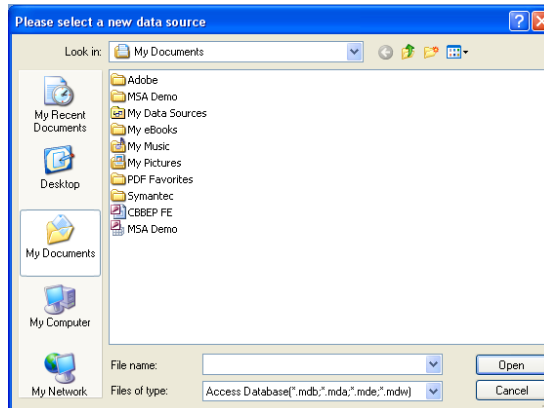 Please select a new data source
Look in: My Documents
My Recent
Documents
Desktop
My Documents
My Computer
My Network
Adobe
MSA Demo
My Data Sources
My eBooks
My Music
My Pictures
PDF Favorites
Symantec
CBBEP FE
MSA Demo
File name:
Open
Files of type: Access Database(*.mdb;*.mda;*.mde;*.mdw)
Cancel